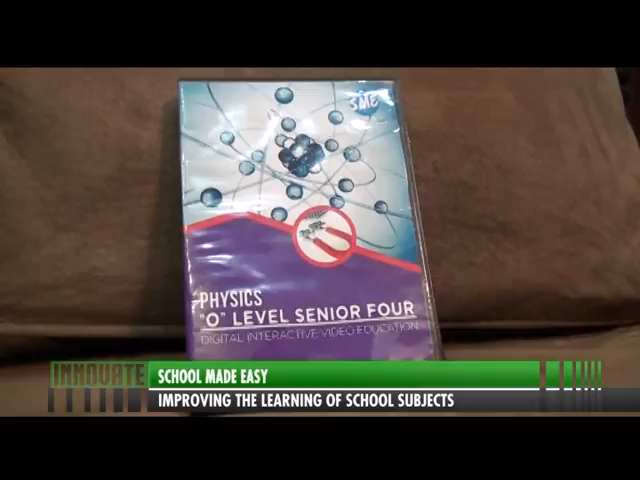 SME
PHYSICS
"O" LEVEL SENIOR FOUR
DIGITAL INTERACTIVE VIDEO EDUCATION
INNOVATE
SCHOOL MADE EASY
IMPROVING THE LEARNING OF SCHOOL SUBJECTS